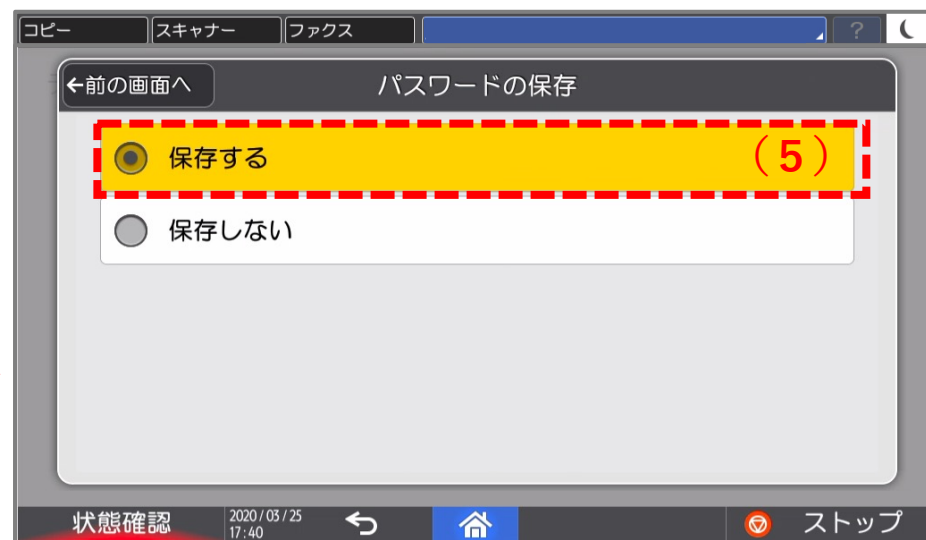 コピー スキャナー ファクス ?
←前の画面へ パスワードの保存
保存する (5)
保存しない
状態確認 2020/03/25 ストップ
17:40